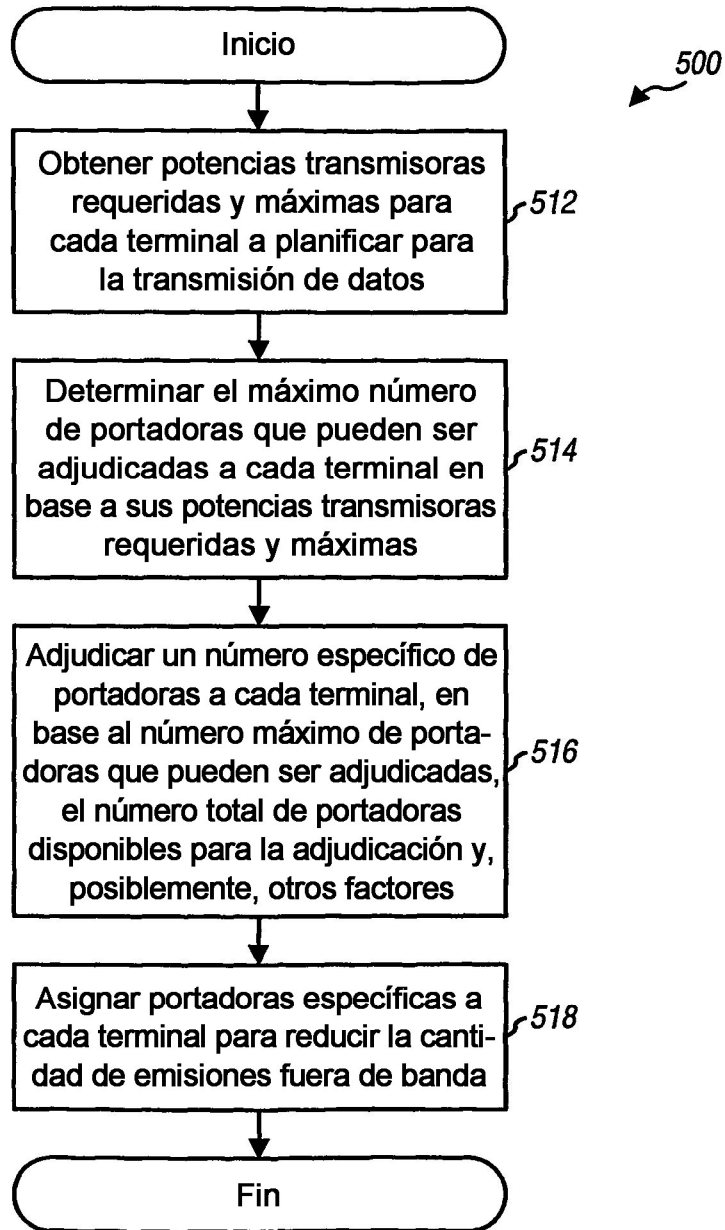 Inicio
500
Obtener potencias transmisoras
requeridas y máximas para
cada terminal a planificar para
la transmisión de datos
512
Determinar el máximo número
de portadoras que pueden ser
adjudicadas a cada terminal en
base a sus potencias transmisoras
requeridas y máximas
514
Adjudicar un número específico de
portadoras a cada terminal, en
base al número máximo de porta-
doras que pueden ser adjudicadas,
el número total de portadoras
disponibles para la adjudicación y,
posiblemente, otros factores
516
Asignar portadoras específicas a
cada terminal para reducir la canti-
dad de emisiones fuera de banda
518
Fin